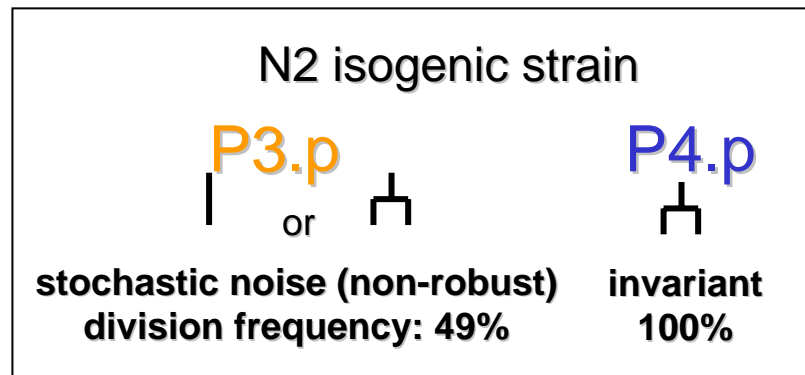 N2 isogenic strain
P3.p P4.p
or
stochastic noise (non-robust) invariant
division frequency: 49% 100%